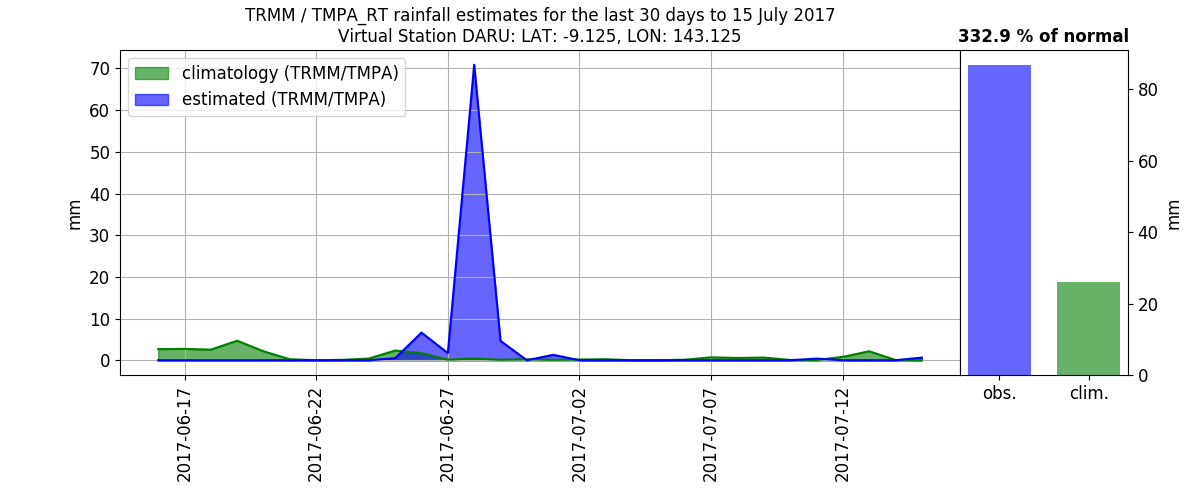 TRMM / TMPA_RT rainfall estimates for the last 30 days to 15 July 2017
Virtual Station DARU: LAT: -9.125, LON: 143.125
332.9 % of normal
climatology (TRMM/TMPA)
estimated (TRMM/TMPA)
70
60
50
40
30
20
10
0
mm
2017-06-17
2017-06-22
2017-06-27
2017-07-02
2017-07-07
2017-07-12
80
60
40
20
0
mm
obs.
clim.